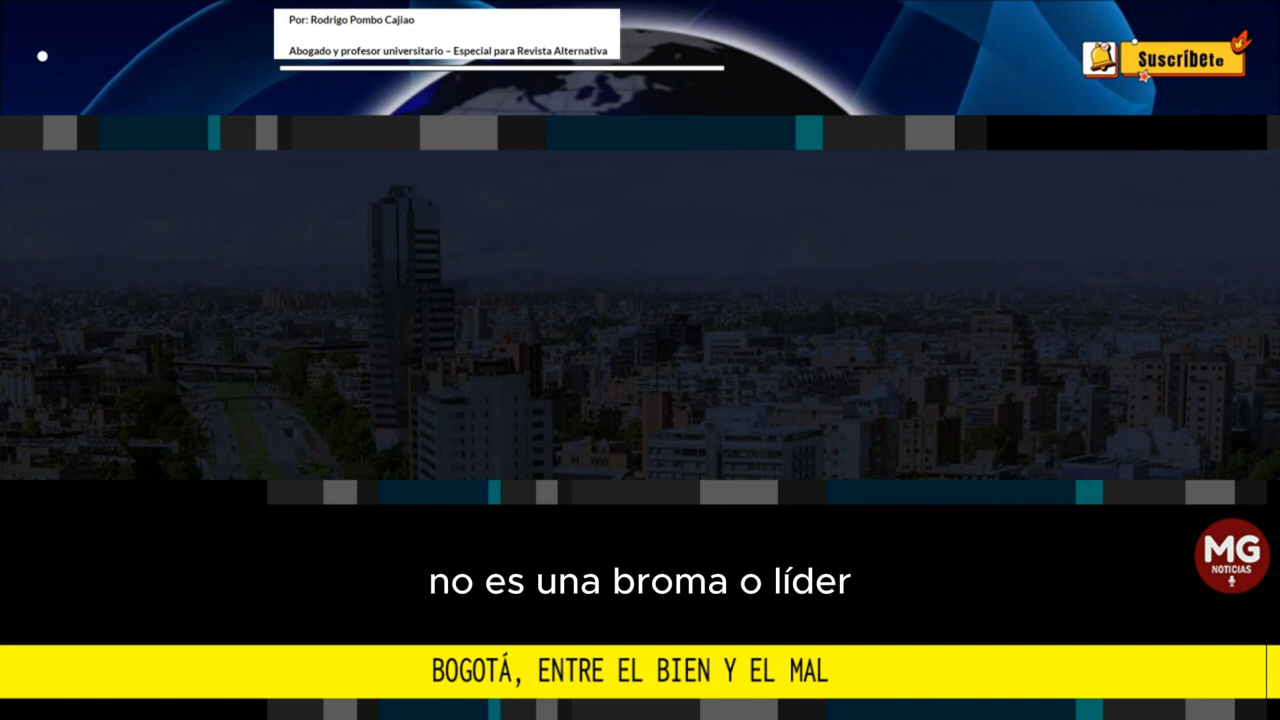 Por: Rodrigo Pombo Cajiao
Abogado y profesor universitario – Especial para Revista Alternativa
Suscríbete
no es una broma o líder
MG
NOTICIAS
BOGOTÁ, ENTRE EL BIEN Y EL MAL